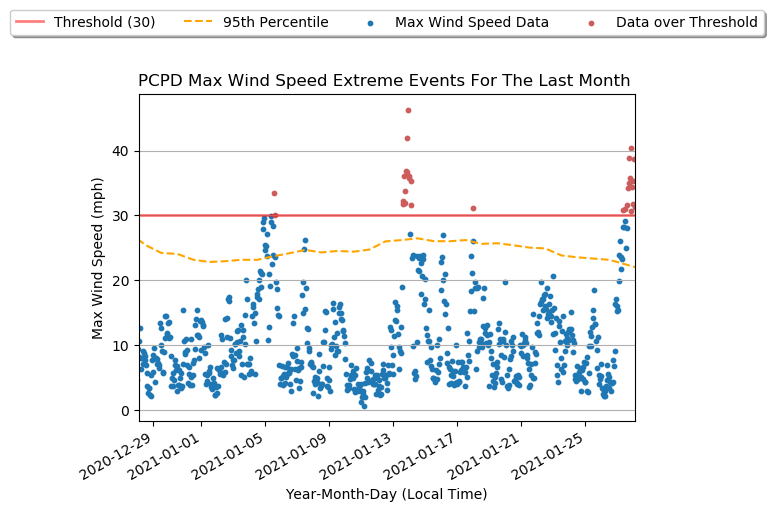 Threshold (30) 95th Percentile Max Wind Speed Data Data over Threshold
PCPD Max Wind Speed Extreme Events For The Last Month
Max Wind Speed (mph)
40
30
20
10
0
2020-12-29 2021-01-01 2021-01-05 2021-01-09 2021-01-13 2021-01-17 2021-01-21 2021-01-25
Year-Month-Day (Local Time)